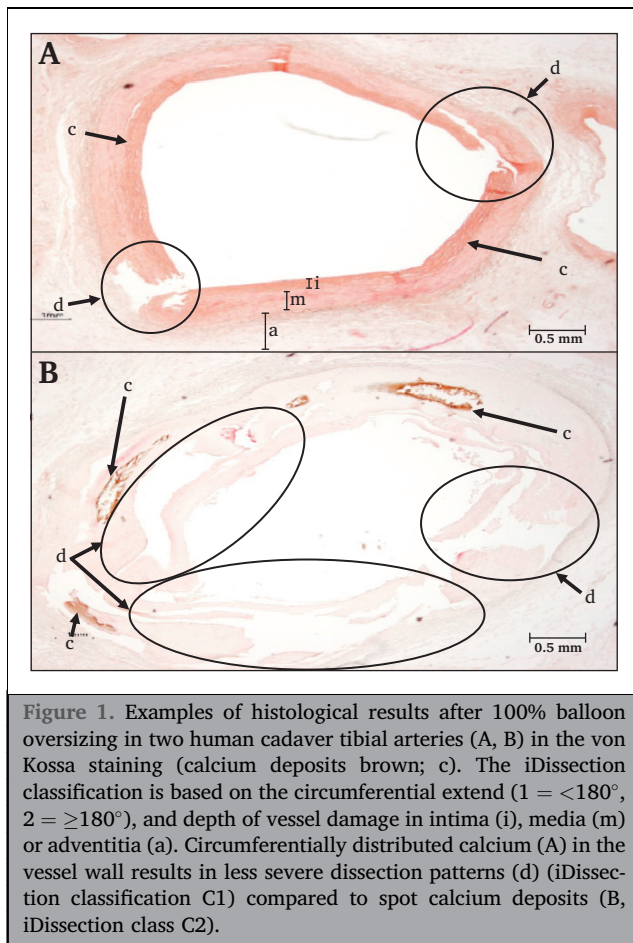 A
d
c
c
i
m
d
a
0.5 mm
B
c
c
d
d
c
0.5 mm
Figure 1. Examples of histological results after 100% balloon
oversizing in two human cadaver tibial arteries (A, B) in the von
Kossa staining (calcium deposits brown; c). The iDissection
classification is based on the circumferential extend (1 = <180°,
2 = ≥180°), and depth of vessel damage in intima (i), media (m)
or adventitia (a). Circumferentially distributed calcium (A) in the
vessel wall results in less severe dissection patterns (d) (iDissec-
tion classification C1) compared to spot calcium deposits (B,
iDissection class C2).